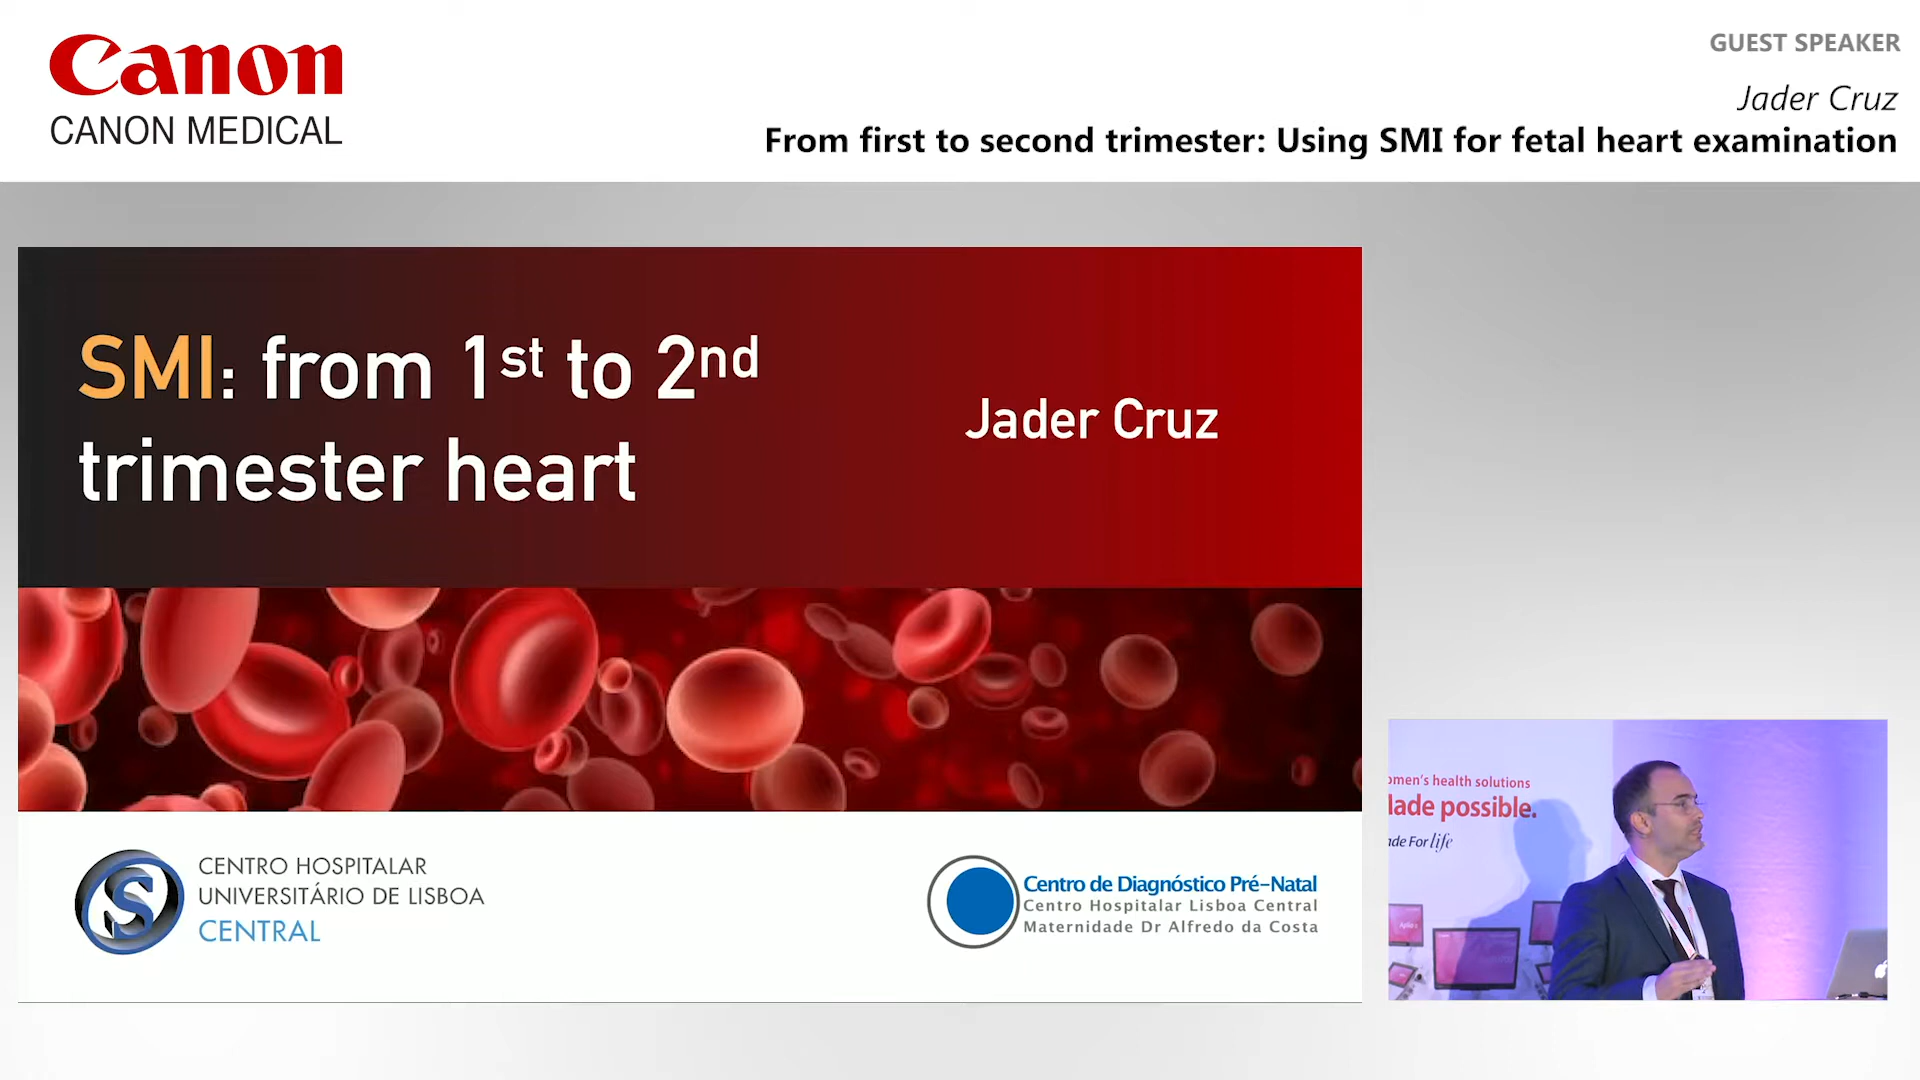 Canon
CANON MEDICAL
GUEST SPEAKER
Jader Cruz
From first to second trimester: Using SMI for fetal heart examination
SMI: from 1st to 2nd
trimester heart
Jader Cruz
CENTRO HOSPITALAR
UNIVERSITÁRIO DE LISBOA
CENTRAL
Centro de Diagnóstico Pré-Natal
Centro Hospitalar Lisboa Central
Maternidade Dr Alfredo da Costa
omen's health solutions
lade possible.
ade For life